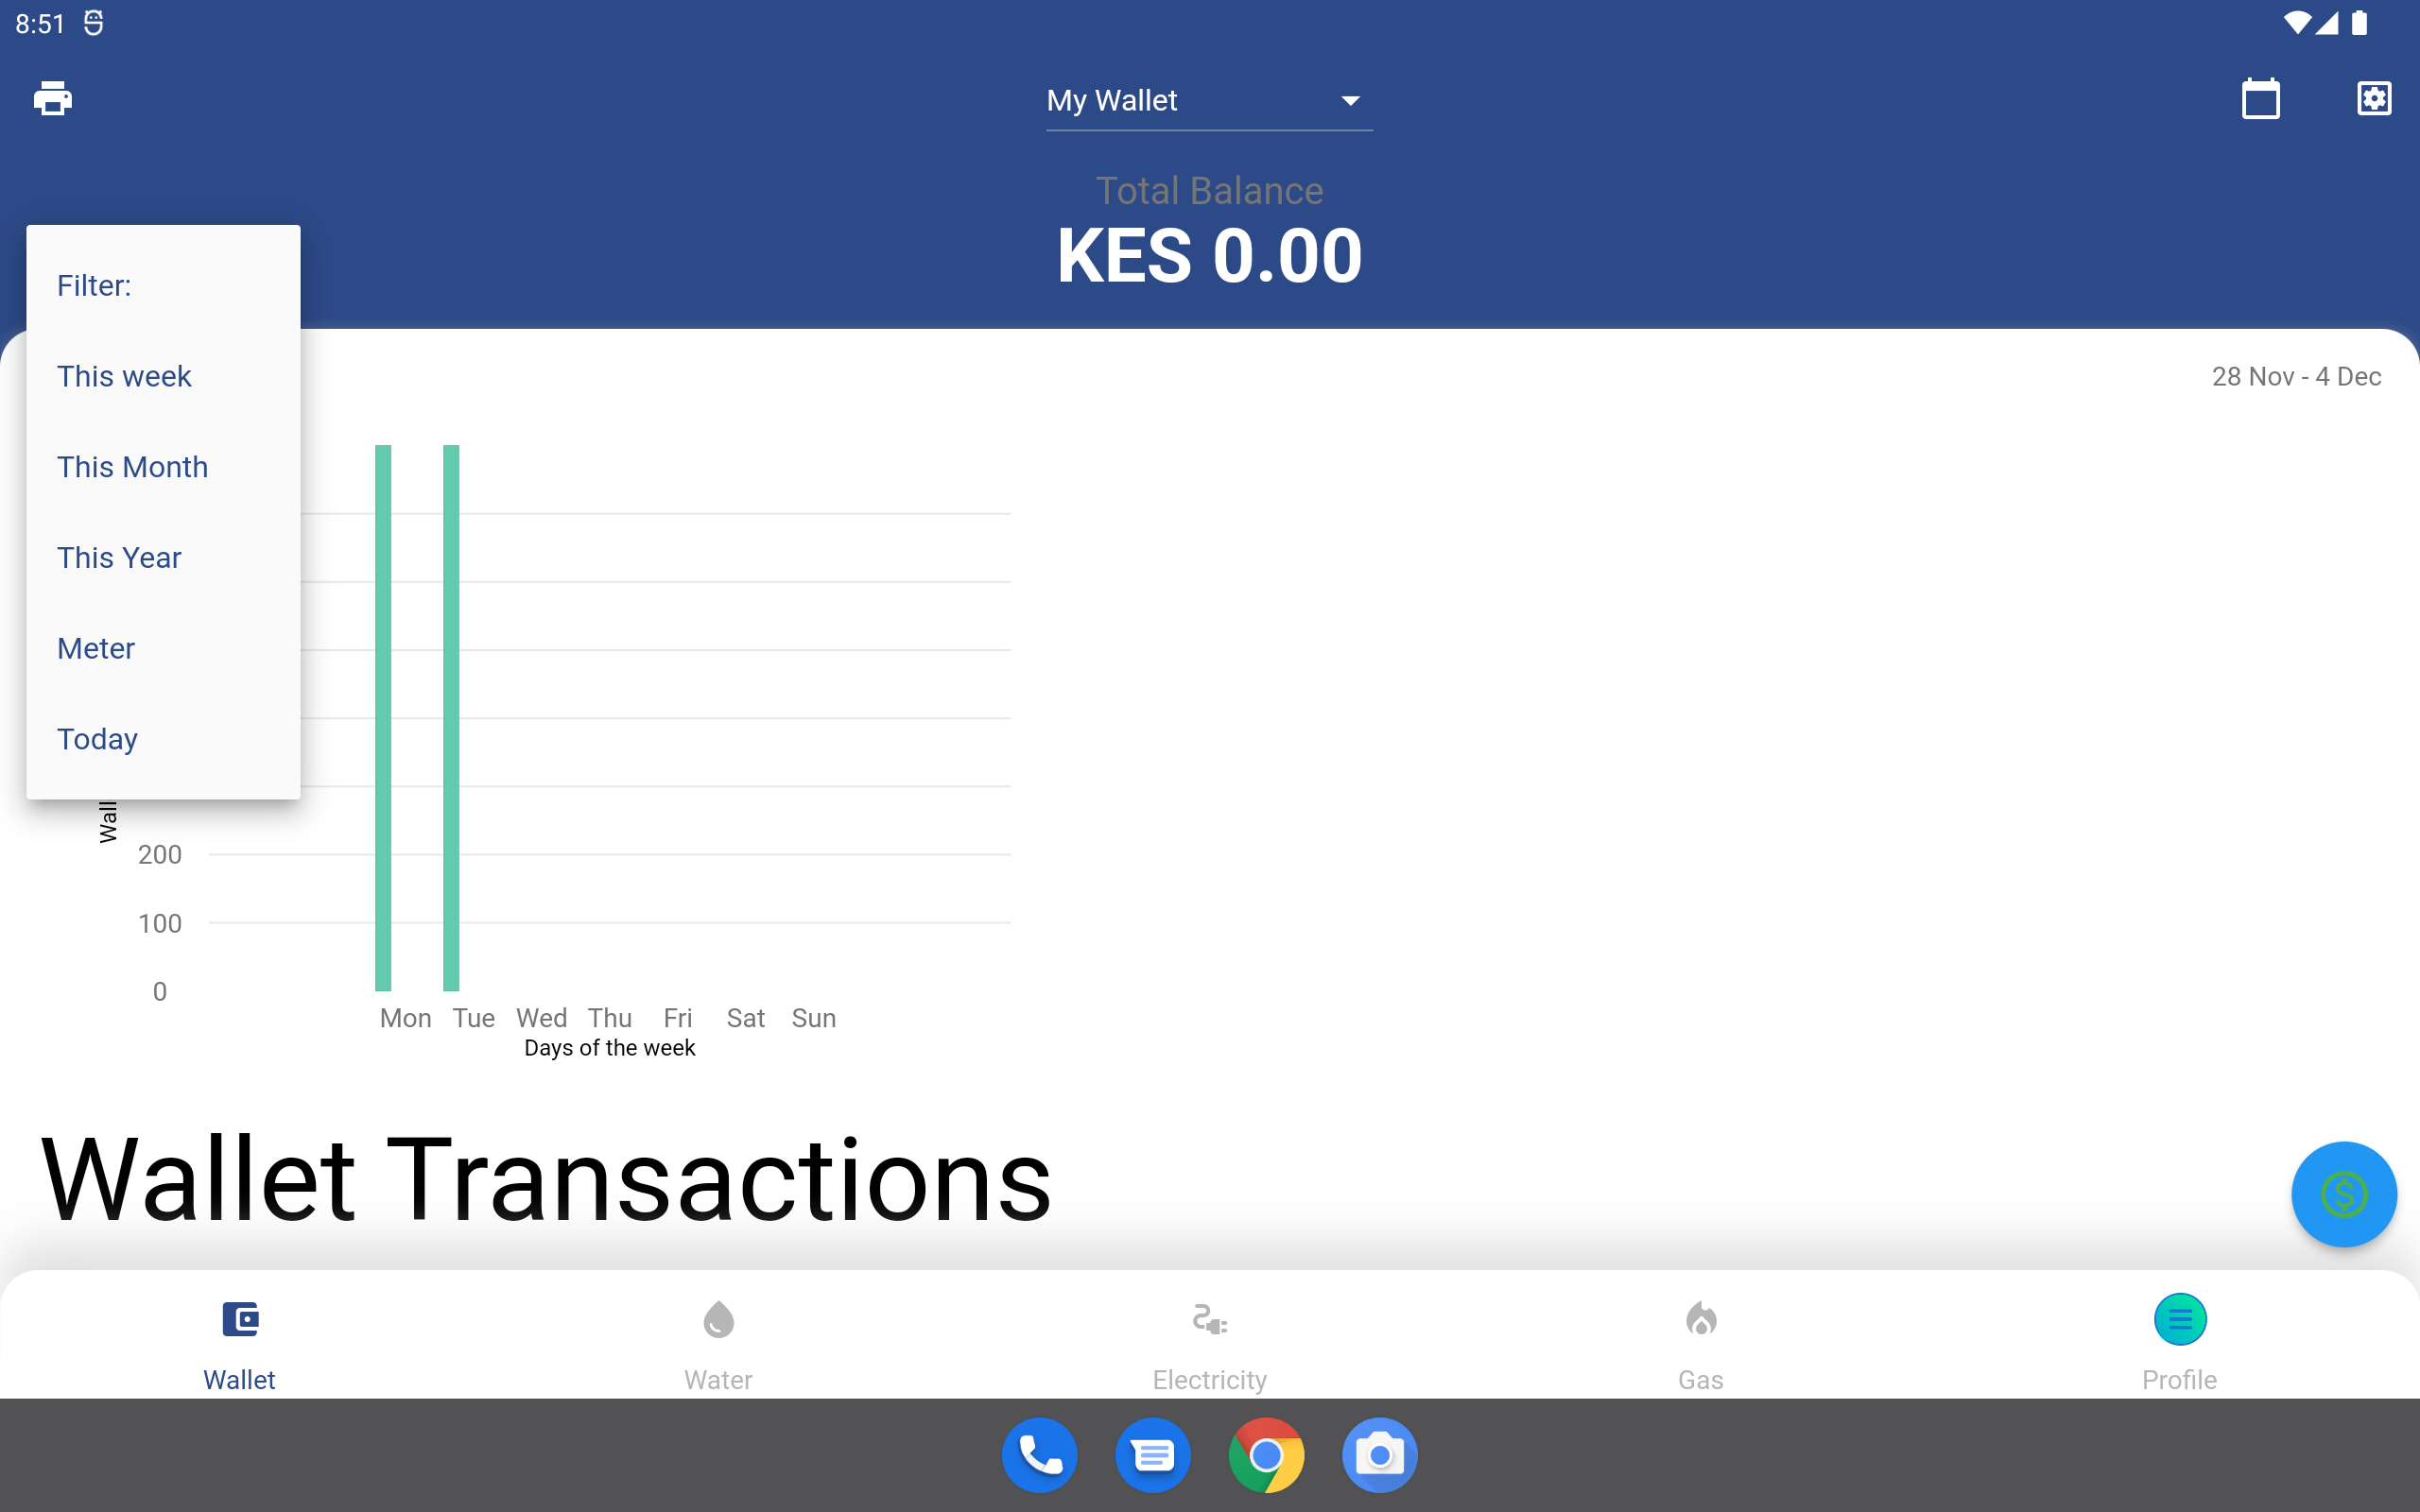 8:51
My Wallet
Total Balance
KES 0.00
Filter:
This week
This Month
This Year
Meter
Today
28 Nov - 4 Dec
200
100
0
Mon Tue Wed Thu Fri Sat Sun
Days of the week
Wallet Transactions
Wallet Water Electricity Gas Profile